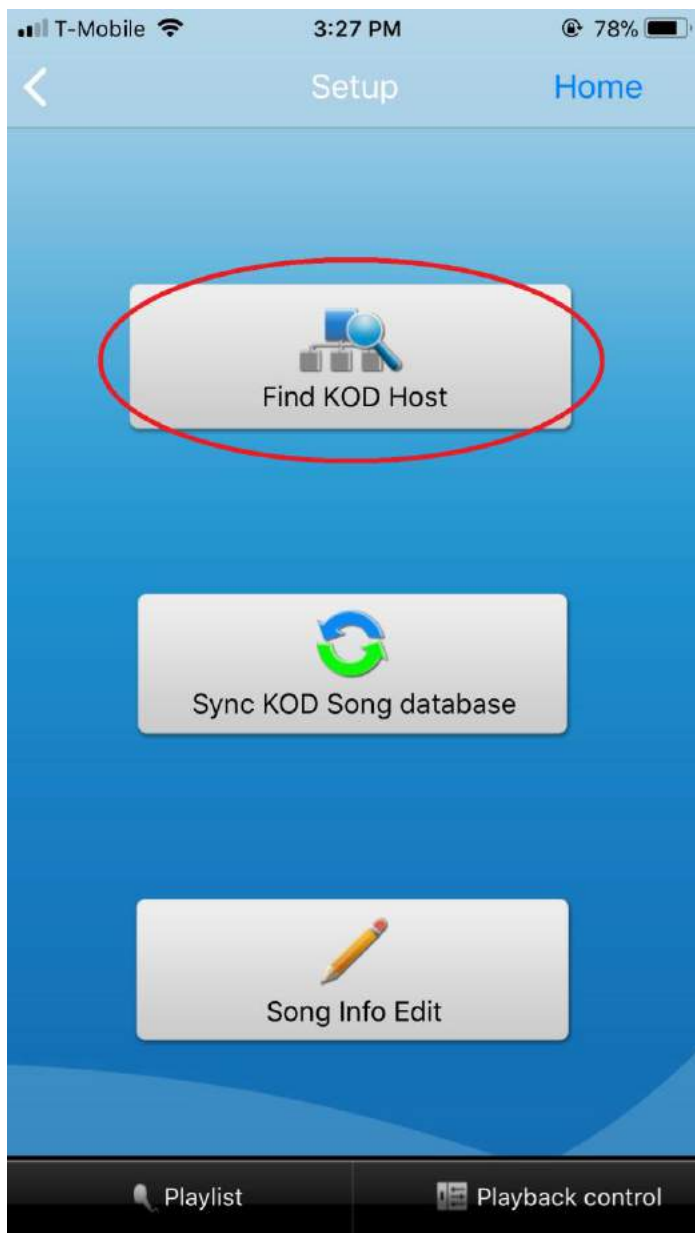 T-Mobile 3:27 PM 78%
Setup Home
Find KOD Host
Sync KOD Song database
Song Info Edit
Playlist Playback control